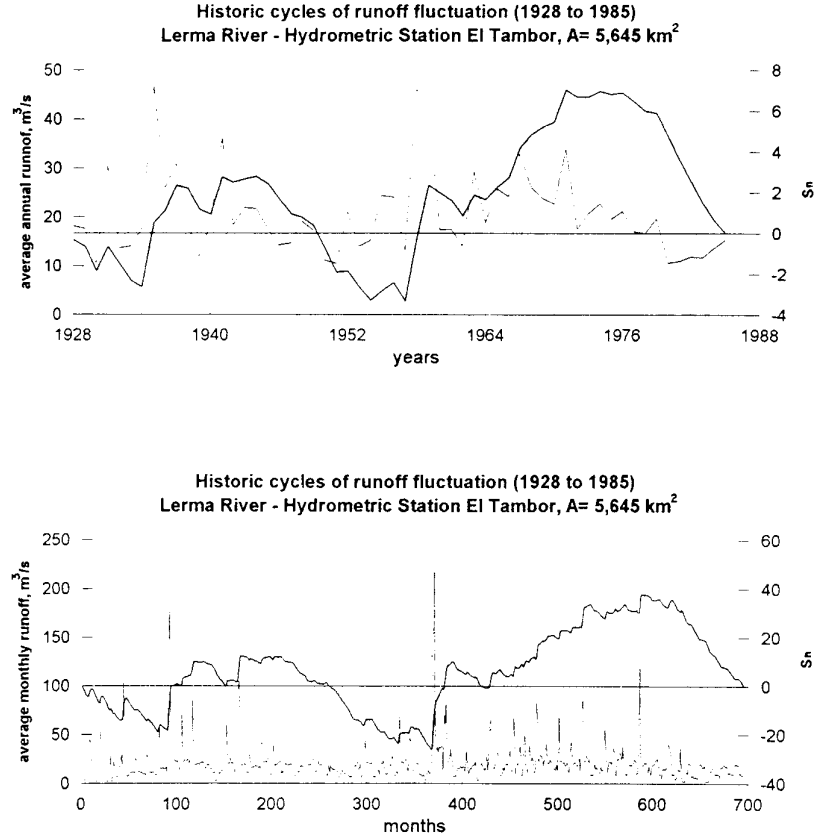 Historic cycles of runoff fluctuation (1928 to 1985)
Lerma River - Hydrometric Station El Tambor, A= 5,645 km²
average annual runnof, m³/s
50
40
30
20
10
0
8
6
4
2
0
-2
-4
Sn
1928 1940 1952 1964 1976 1988
years
Historic cycles of runoff fluctuation (1928 to 1985)
Lerma River - Hydrometric Station El Tambor, A= 5,645 km²
average monthly runoff, m³/s
250
200
150
100
50
0
60
40
20
0
-20
-40
Sn
0 100 200 300 400 500 600 700
months